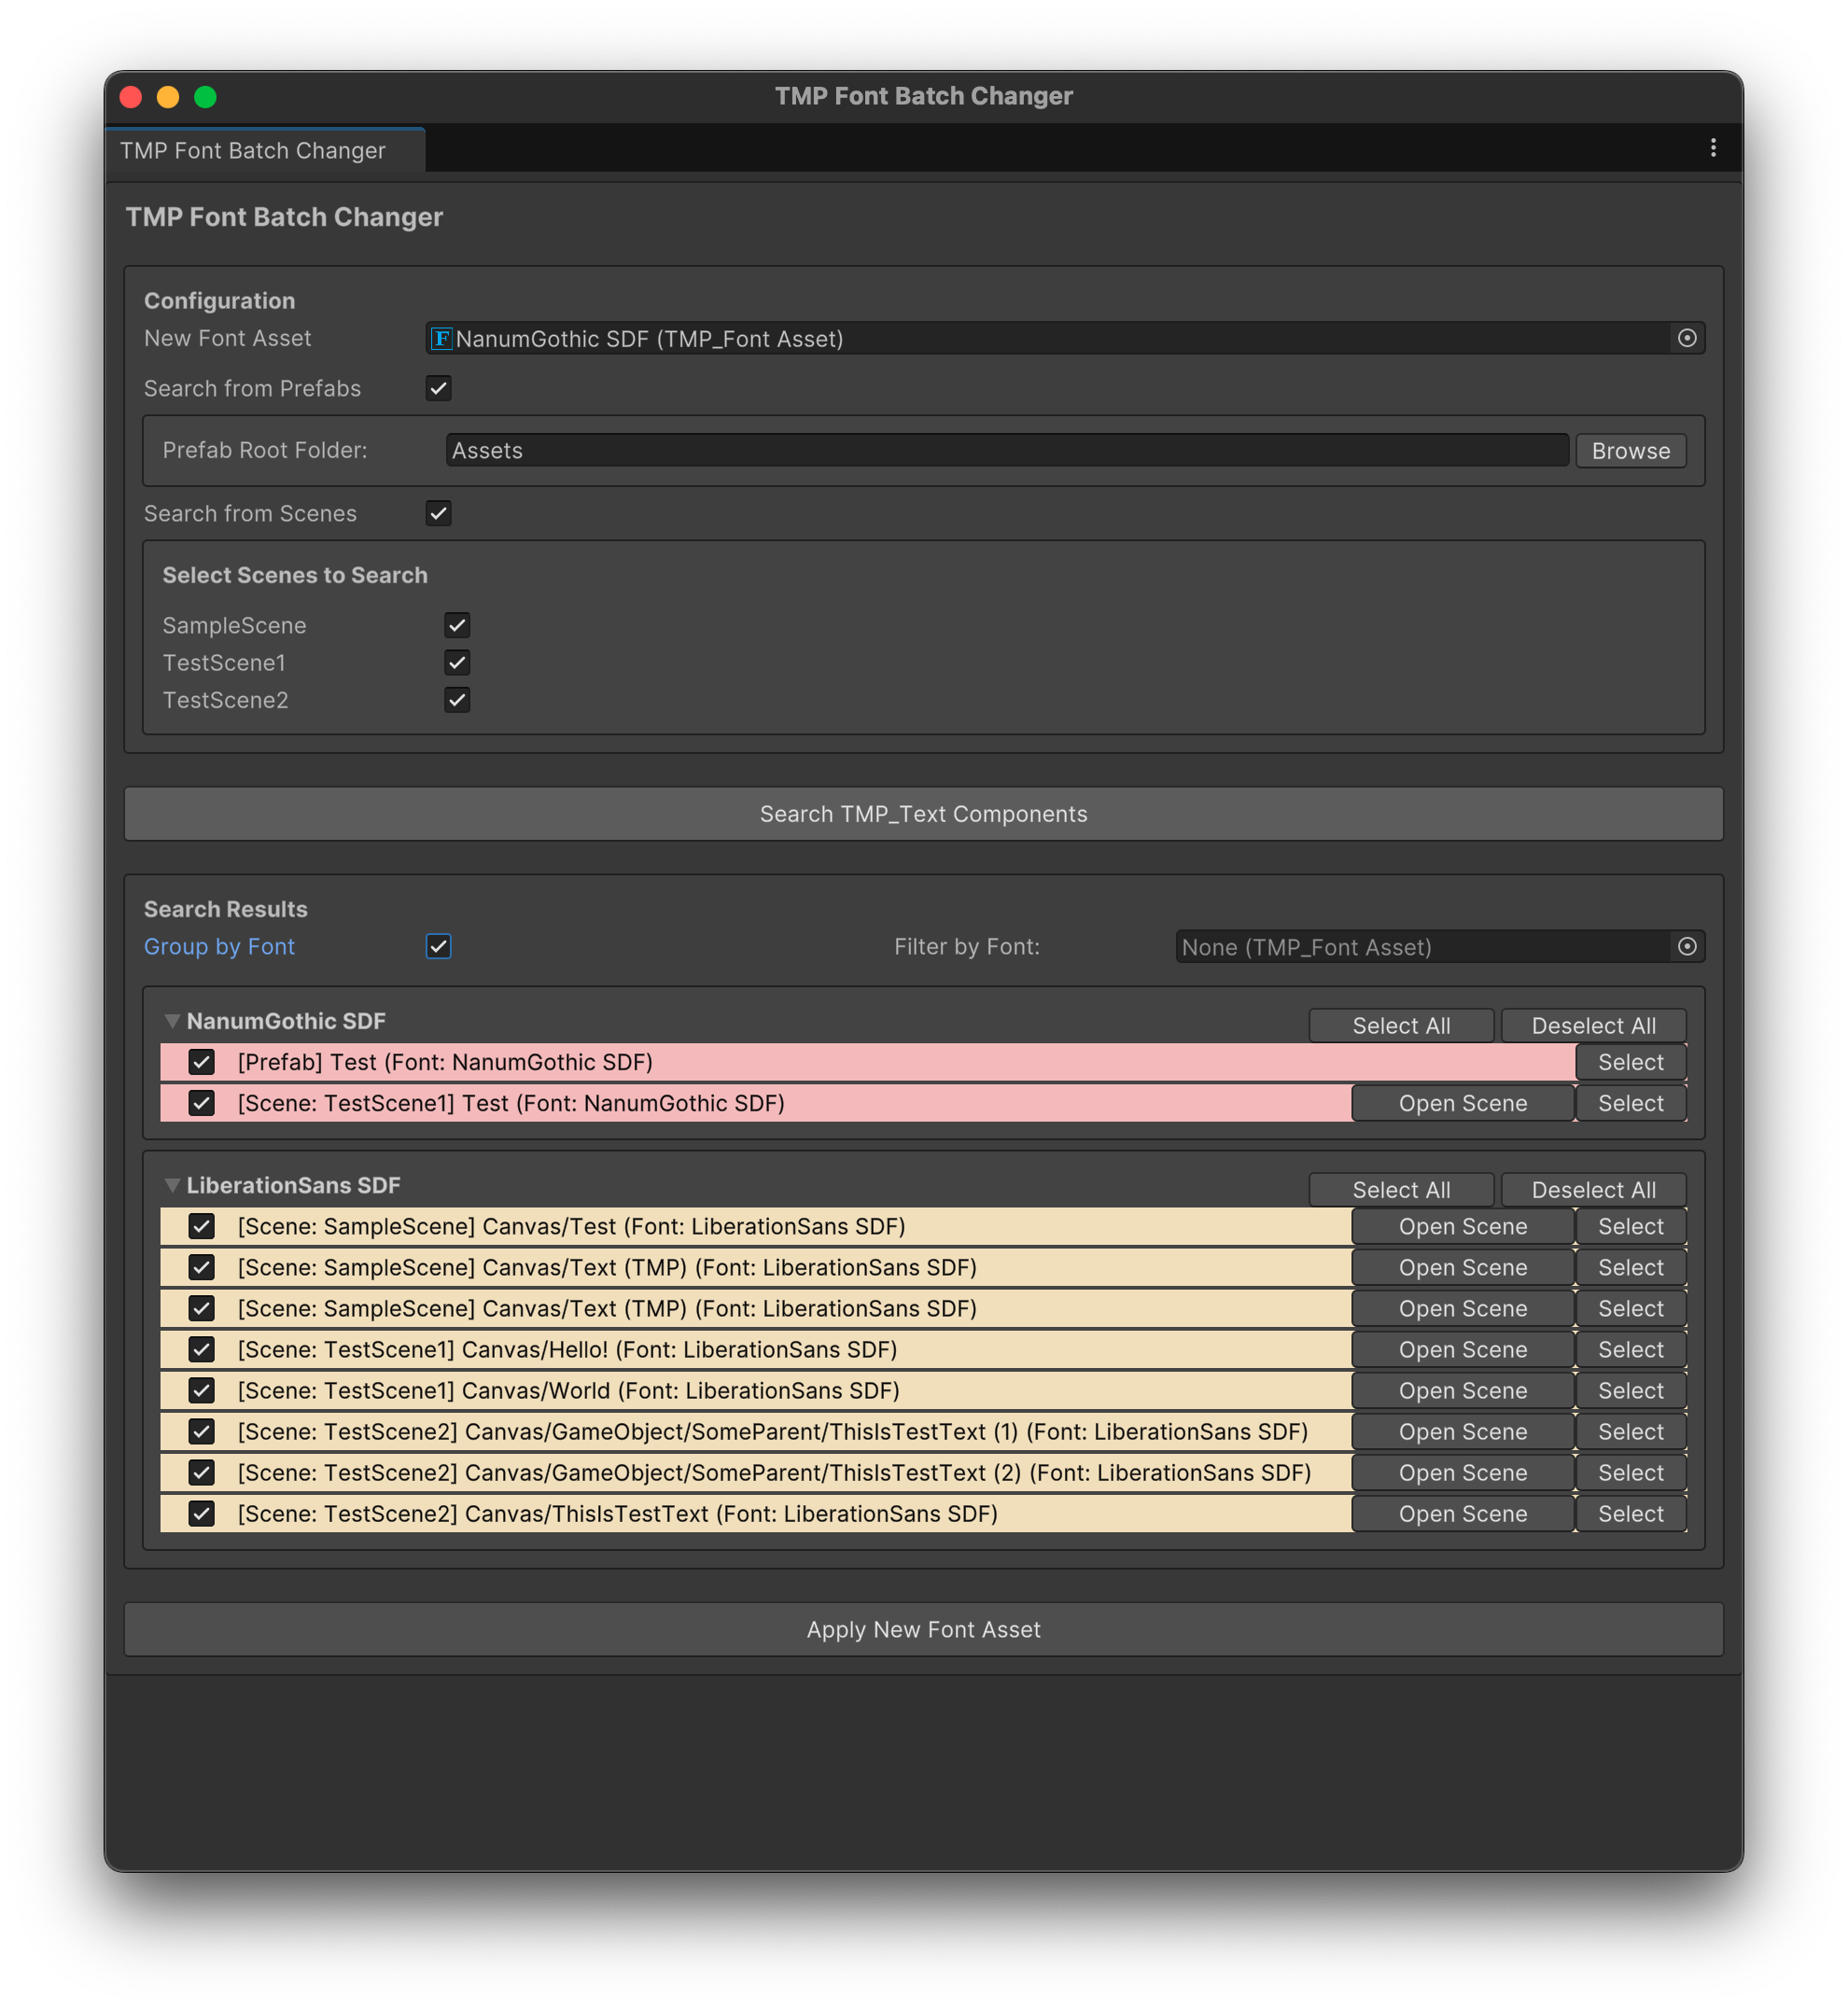 TMP Font Batch Changer
TMP Font Batch Changer
TMP Font Batch Changer
Configuration
New Font Asset F NanumGothic SDF (TMP_Font Asset)
Search from Prefabs
Prefab Root Folder: Assets Browse
Search from Scenes
Select Scenes to Search
SampleScene
TestScene1
TestScene2
Search TMP_Text Components
Search Results
Group by Font Filter by Font: None (TMP_Font Asset)
NanumGothic SDF Select All Deselect All
[Prefab] Test (Font: NanumGothic SDF) Select
[Scene: TestScene1] Test (Font: NanumGothic SDF) Open Scene Select
LiberationSans SDF Select All Deselect All
[Scene: SampleScene] Canvas/Test (Font: LiberationSans SDF) Open Scene Select
[Scene: SampleScene] Canvas/Text (TMP) (Font: LiberationSans SDF) Open Scene Select
[Scene: SampleScene] Canvas/Text (TMP) (Font: LiberationSans SDF) Open Scene Select
[Scene: TestScene1] Canvas/Hello! (Font: LiberationSans SDF) Open Scene Select
[Scene: TestScene1] Canvas/World (Font: LiberationSans SDF) Open Scene Select
[Scene: TestScene2] Canvas/GameObject/SomeParent/ThisIsTestText (1) (Font: LiberationSans SDF) Open Scene Select
[Scene: TestScene2] Canvas/GameObject/SomeParent/ThisIsTestText (2) (Font: LiberationSans SDF) Open Scene Select
[Scene: TestScene2] Canvas/ThisIsTestText (Font: LiberationSans SDF) Open Scene Select
Apply New Font Asset